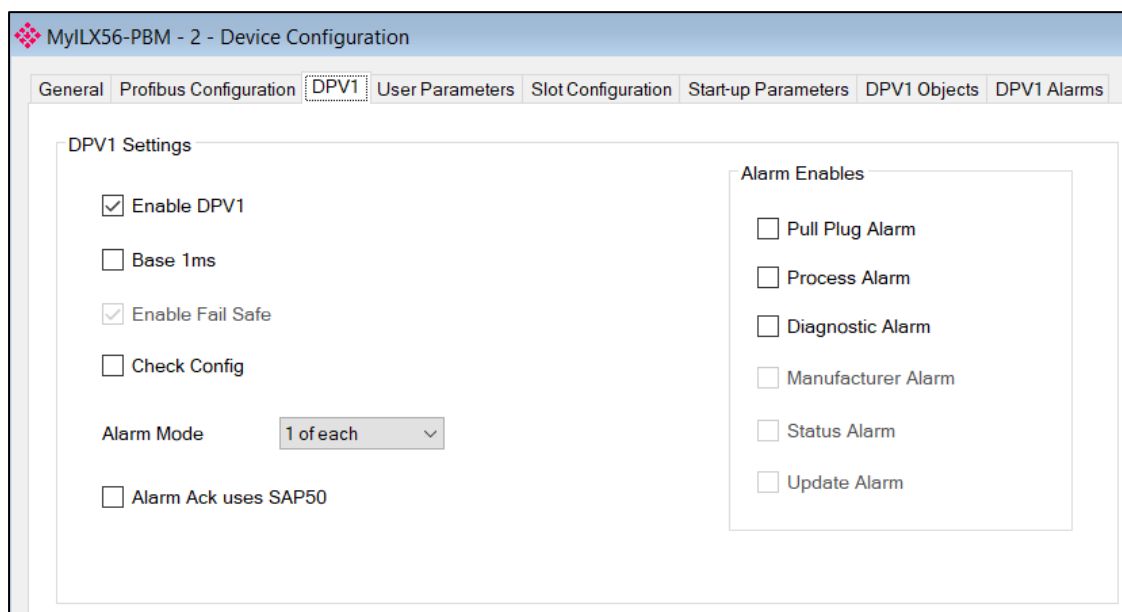 MyILX56-PBM - 2 - Device Configuration
General Profibus Configuration DPV1 User Parameters Slot Configuration Start-up Parameters DPV1 Objects DPV1 Alarms
DPV1 Settings
Enable DPV1
Base 1ms
Enable Fail Safe
Check Config
Alarm Mode 1 of each
Alarm Ack uses SAP50
Alarm Enables
Pull Plug Alarm
Process Alarm
Diagnostic Alarm
Manufacturer Alarm
Status Alarm
Update Alarm